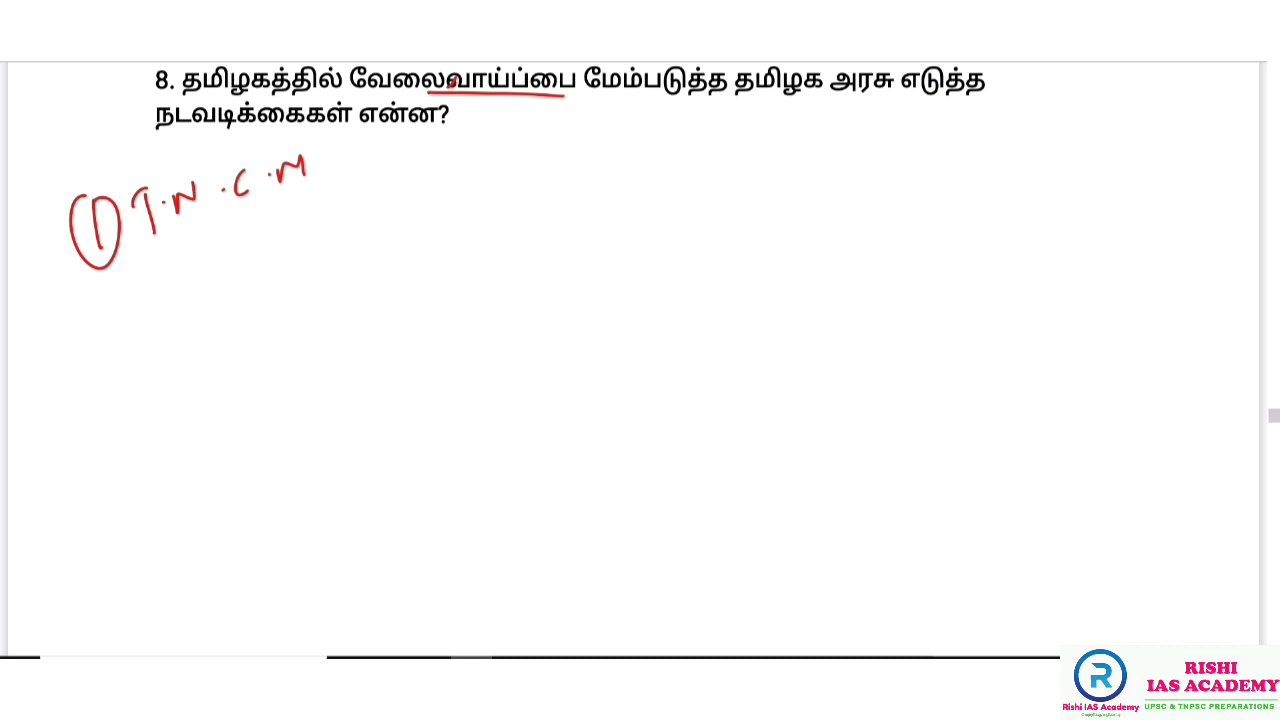 8. தமிழகத்தில் வேலைவாய்ப்பை மேம்படுத்த தமிழக அரசு எடுத்த
நடவடிக்கைகள் என்ன?
① T.N.C.M
R
Rishi IAS Academy
RISHI
IAS ACADEMY
UPSC & TNPSC PREPARATIONS